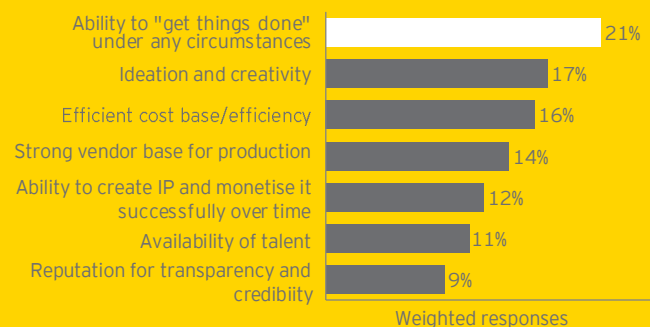 Ability to "get things done"
under any circumstances
21%
Ideation and creativity
17%
Efficient cost base/efficiency
16%
Strong vendor base for production
14%
Ability to create IP and monetise it
successfully over time
12%
Availability of talent
11%
Reputation for transparency and
credibiity
9%
Weighted responses